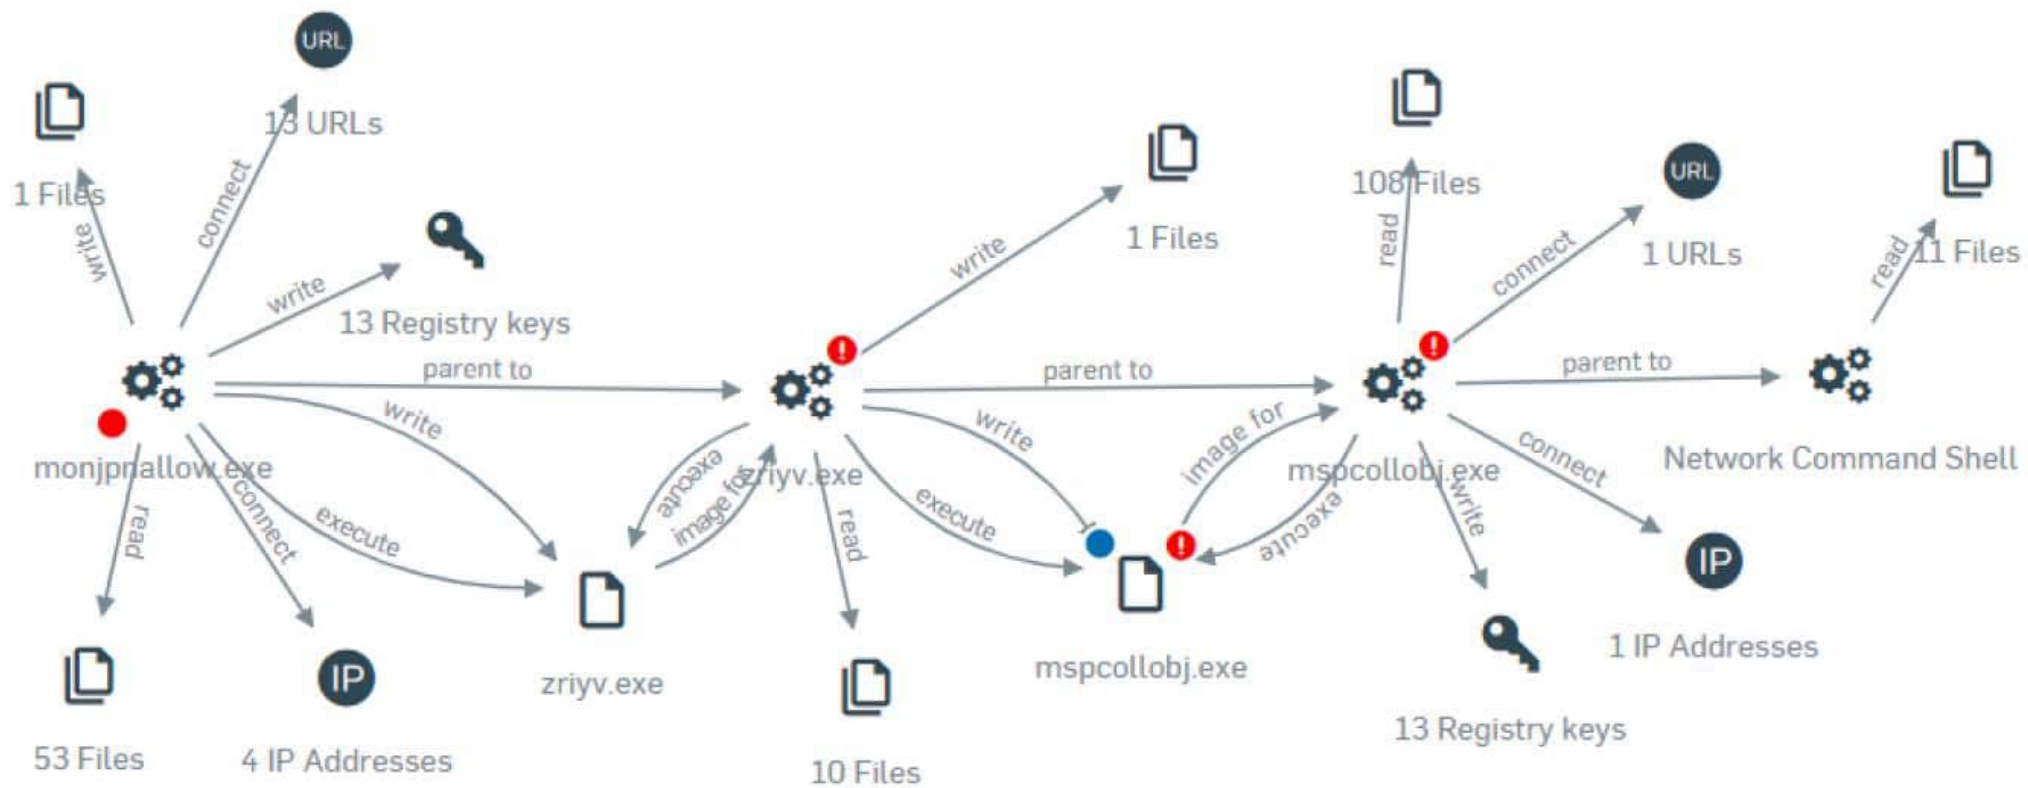 URL
13 URLs
1 Files
write
connect
write
13 Registry keys
parent to
write
monjpnallow.exe
read
connect
execute
53 Files
IP
4 IP Addresses
execute
image for
zriyv.exe
!
zriyv.exe
write
1 Files
parent to
write
execute
read
10 Files
!
mspcollobj.exe
image for
execute
!
mspcollobj.exe
108 Files
read
connect
URL
1 URLs
parent to
Network Command Shell
read
11 Files
connect
IP
1 IP Addresses
write
13 Registry keys